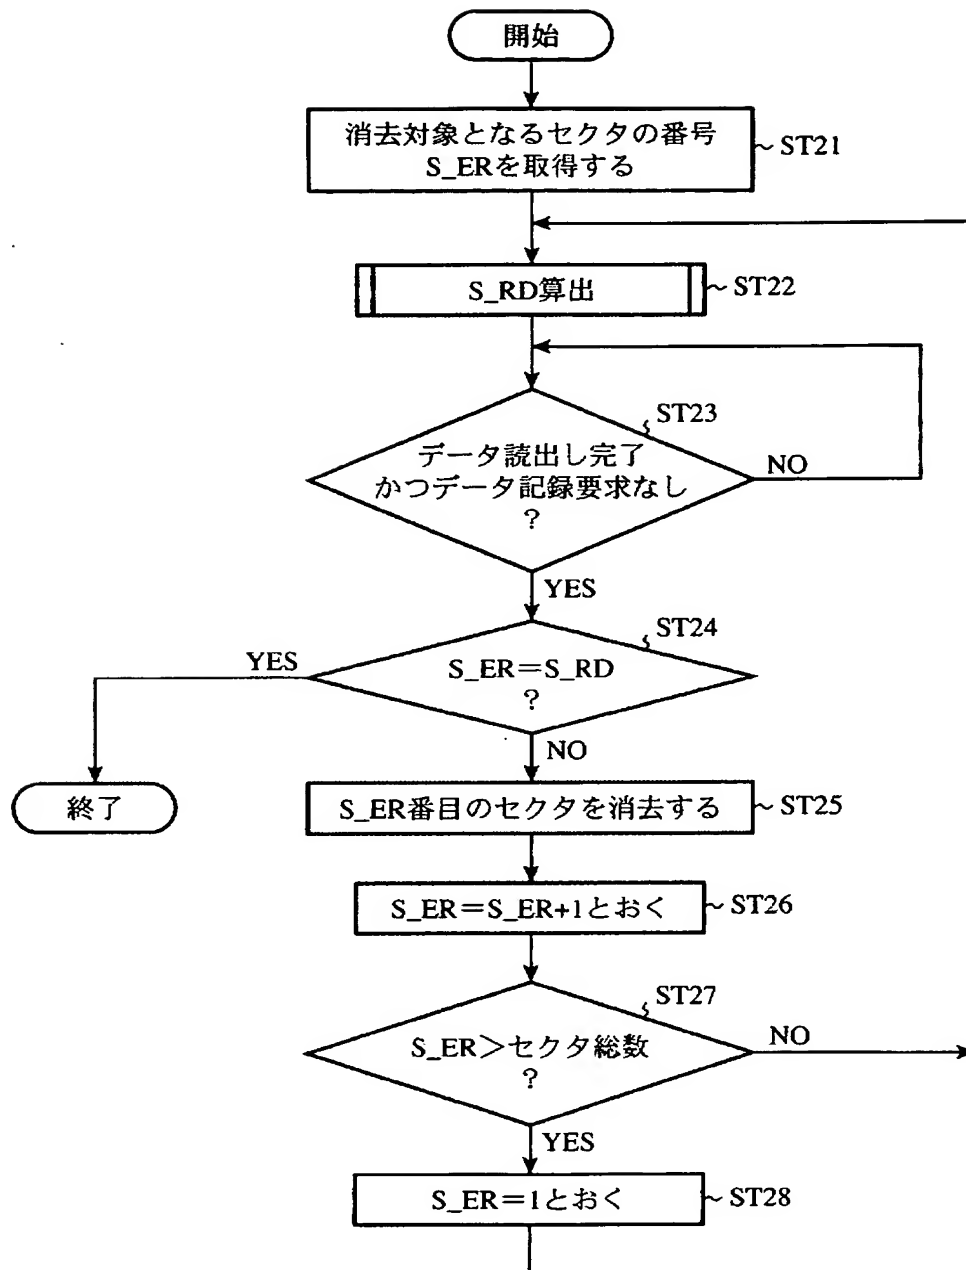 開始
消去対象となるセクタの番号
S_ERを取得する
ST21
S_RD算出
ST22
ST23
データ読出し完了
かつデータ記録要求なし
?
NO
YES
ST24
S_ER=S_RD
?
YES
NO
終了
S_ER番目のセクタを消去する
ST25
S_ER=S_ER+1とおく
ST26
ST27
S_ER>セクタ総数
?
NO
YES
S_ER=1とおく
ST28